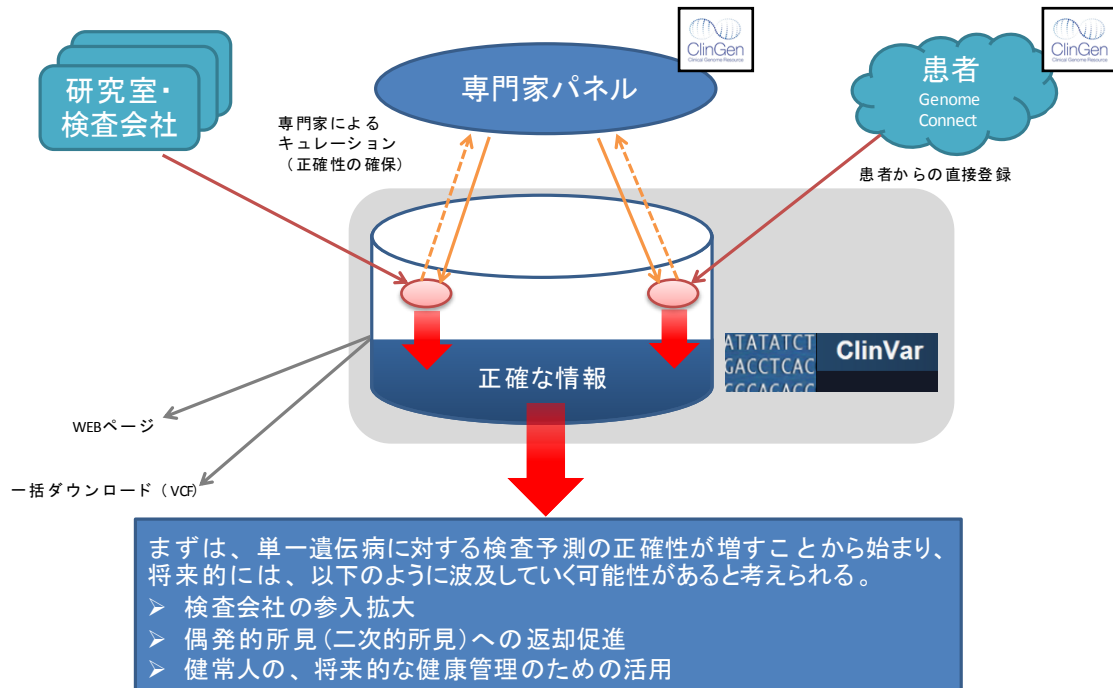 研究室・
検査会社
専門家パネル
ClinGen
Clinical Genome Resource
患者
Genome
Connect
ClinGen
Clinical Genome Resource
専門家による
キュレーション
（正確性の確保）
患者からの直接登録
正確な情報
ATATATCT
GACCTCAC
CGCAGACC
ClinVar
WEBページ
一括ダウンロード（VCF)
まずは、単一遺伝病に対する検査予測の正確性が増すことから始まり、
将来的には、以下のように波及していく可能性があると考えられる。
➢ 検査会社の参入拡大
➢ 偶発的所見(二次的所見)への返却促進
➢ 健常人の、将来的な健康管理のための活用